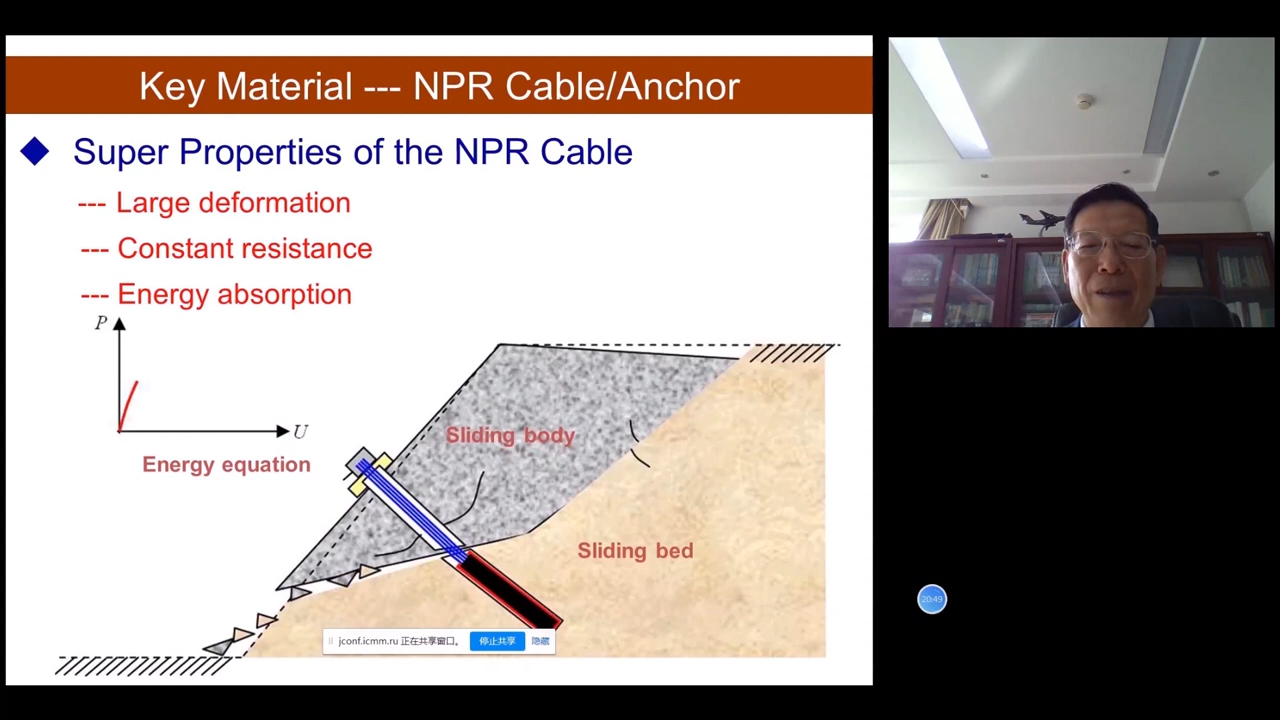 Key Material --- NPR Cable/Anchor
Super Properties of the NPR Cable
--- Large deformation
--- Constant resistance
--- Energy absorption
P
U
Energy equation
Sliding body
Sliding bed
jconf.icmm.ru 正在共享窗口。 停止共享 隐藏
20:49